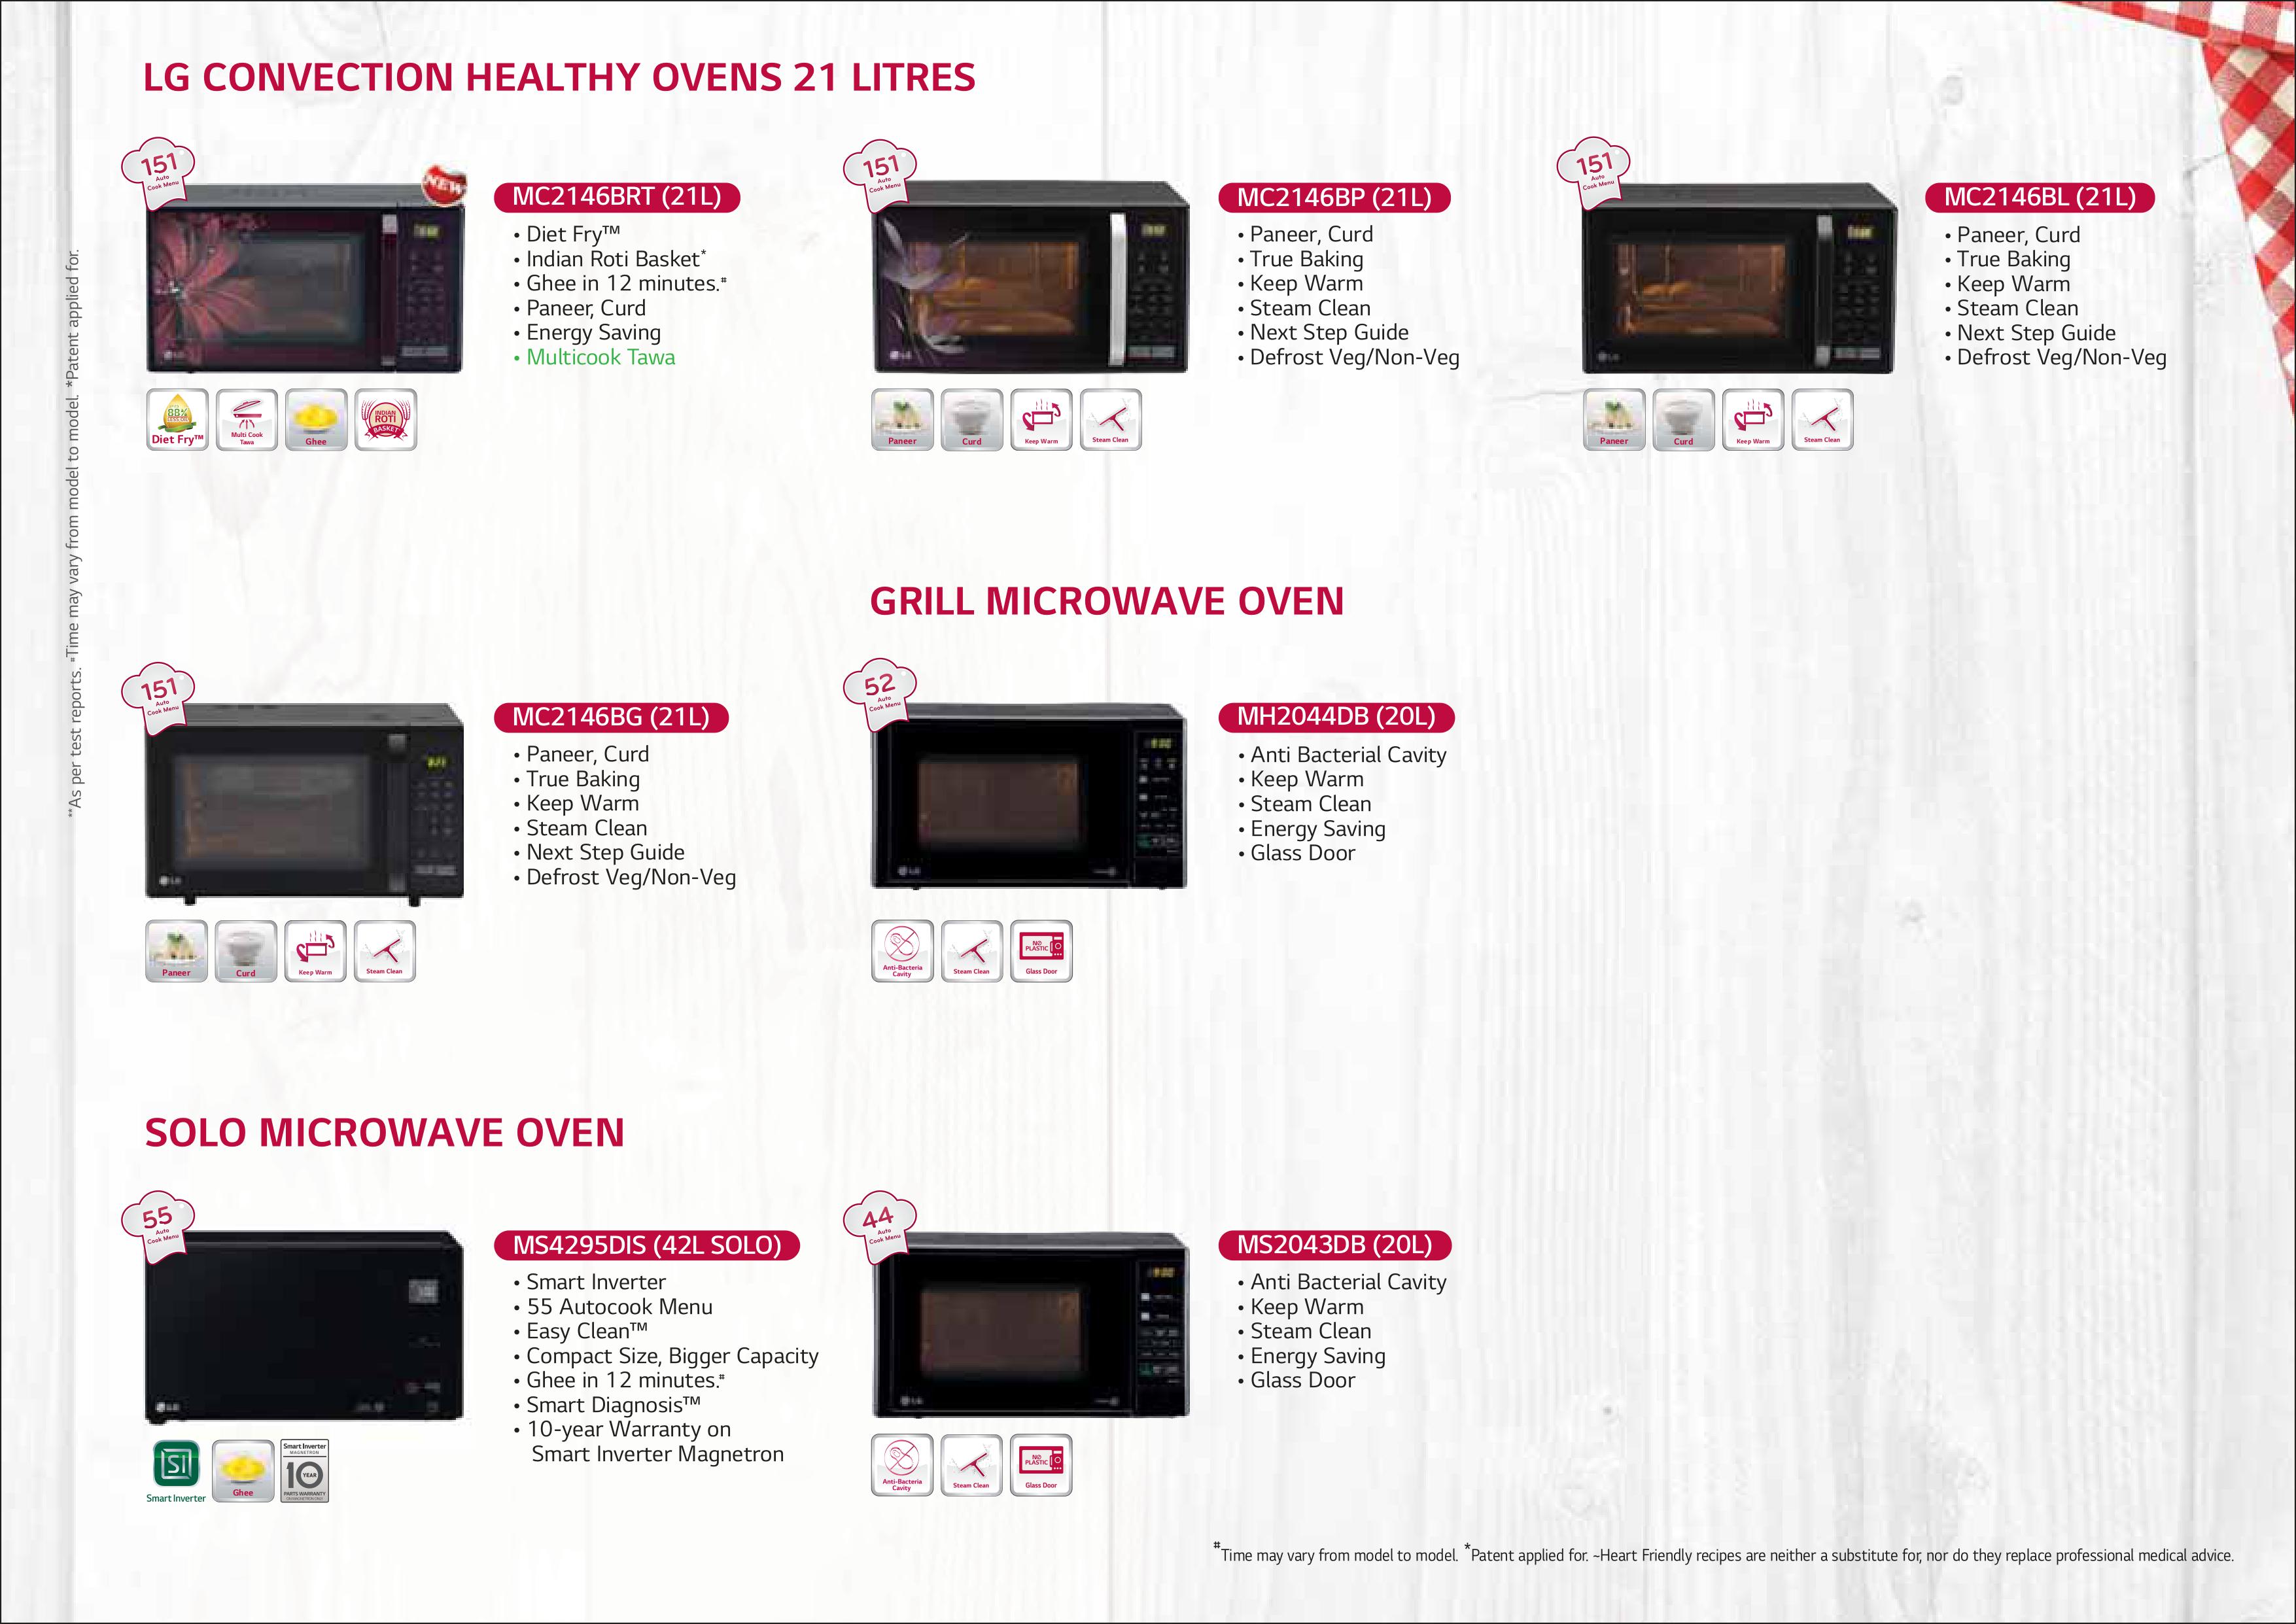 LG CONVECTION HEALTHY OVENS 21 LITRES
151
Auto
Cook Menu
NEW
LG
MC2146BRT (21L)
• Diet Fry™
• Indian Roti Basket*
• Ghee in 12 minutes.#
• Paneer, Curd
• Energy Saving
• Multicook Tawa
88%
Diet Fry™
Multi Cook
Tawa
Ghee
INDIAN
ROTI
BASKET
151
Auto
Cook Menu
LG
MC2146BP (21L)
• Paneer, Curd
• True Baking
• Keep Warm
• Steam Clean
• Next Step Guide
• Defrost Veg/Non-Veg
Paneer
Curd
Keep Warm
Steam Clean
151
Auto
Cook Menu
LG
MC2146BL (21L)
• Paneer, Curd
• True Baking
• Keep Warm
• Steam Clean
• Next Step Guide
• Defrost Veg/Non-Veg
Paneer
Curd
Keep Warm
Steam Clean
**As per test reports. #Time may vary from model to model. *Patent applied for.
151
Auto
Cook Menu
LG
MC2146BG (21L)
• Paneer, Curd
• True Baking
• Keep Warm
• Steam Clean
• Next Step Guide
• Defrost Veg/Non-Veg
Paneer
Curd
Keep Warm
Steam Clean
GRILL MICROWAVE OVEN
52
Auto
Cook Menu
LG
MH2044DB (20L)
• Anti Bacterial Cavity
• Keep Warm
• Steam Clean
• Energy Saving
• Glass Door
Anti-Bacteria
Cavity
Steam Clean
NO
PLASTIC
Glass Door
SOLO MICROWAVE OVEN
55
Auto
Cook Menu
LG
MS4295DIS (42L SOLO)
• Smart Inverter
• 55 Autocook Menu
• Easy Clean™
• Compact Size, Bigger Capacity
• Ghee in 12 minutes.#
• Smart Diagnosis™
• 10-year Warranty on
Smart Inverter Magnetron
SI
Smart Inverter
Ghee
Smart Inverter
MAGNETRON
10 YEAR
PARTS WARRANTY
44
Auto
Cook Menu
LG
MS2043DB (20L)
• Anti Bacterial Cavity
• Keep Warm
• Steam Clean
• Energy Saving
• Glass Door
Anti-Bacteria
Cavity
Steam Clean
NO
PLASTIC
Glass Door
#Time may vary from model to model. *Patent applied for. ~Heart Friendly recipes are neither a substitute for, nor do they replace professional medical advice.